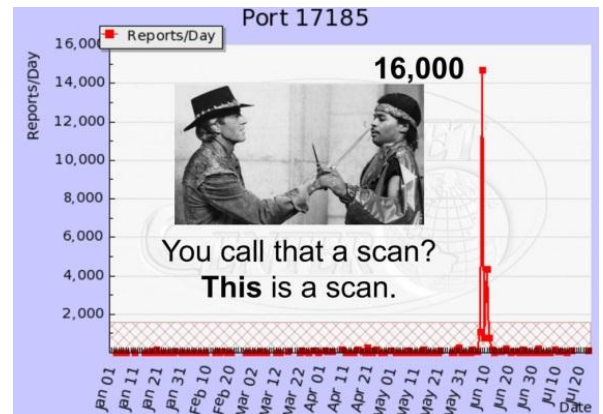 Port 17185
Reports/Day
Reports/Day
16,000
14,000
12,000
10,000
8,000
6,000
4,000
2,000
16,000
You call that a scan?
This is a scan.
CENTER
Jan 01
Jan 11
Jan 21
Jan 31
Feb 10
Feb 20
Mar 02
Mar 12
Mar 22
Apr 01
Apr 11
Apr 21
May 01
May 11
May 21
May 31
Jun 10
Jun 20
Jun 30
Jul 10
Jul 20
Date